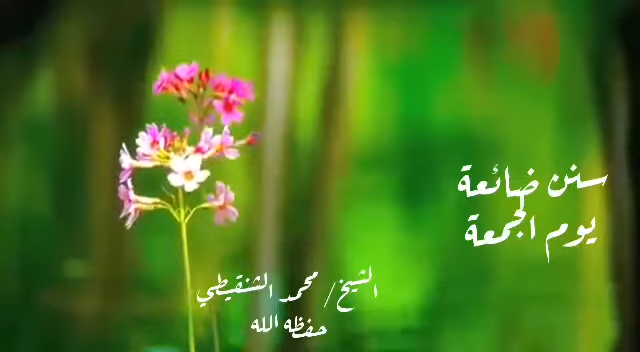 سنن ضائعة
يوم الجمعة
الشيخ/ محمد الشنقيطي
حفظه الله